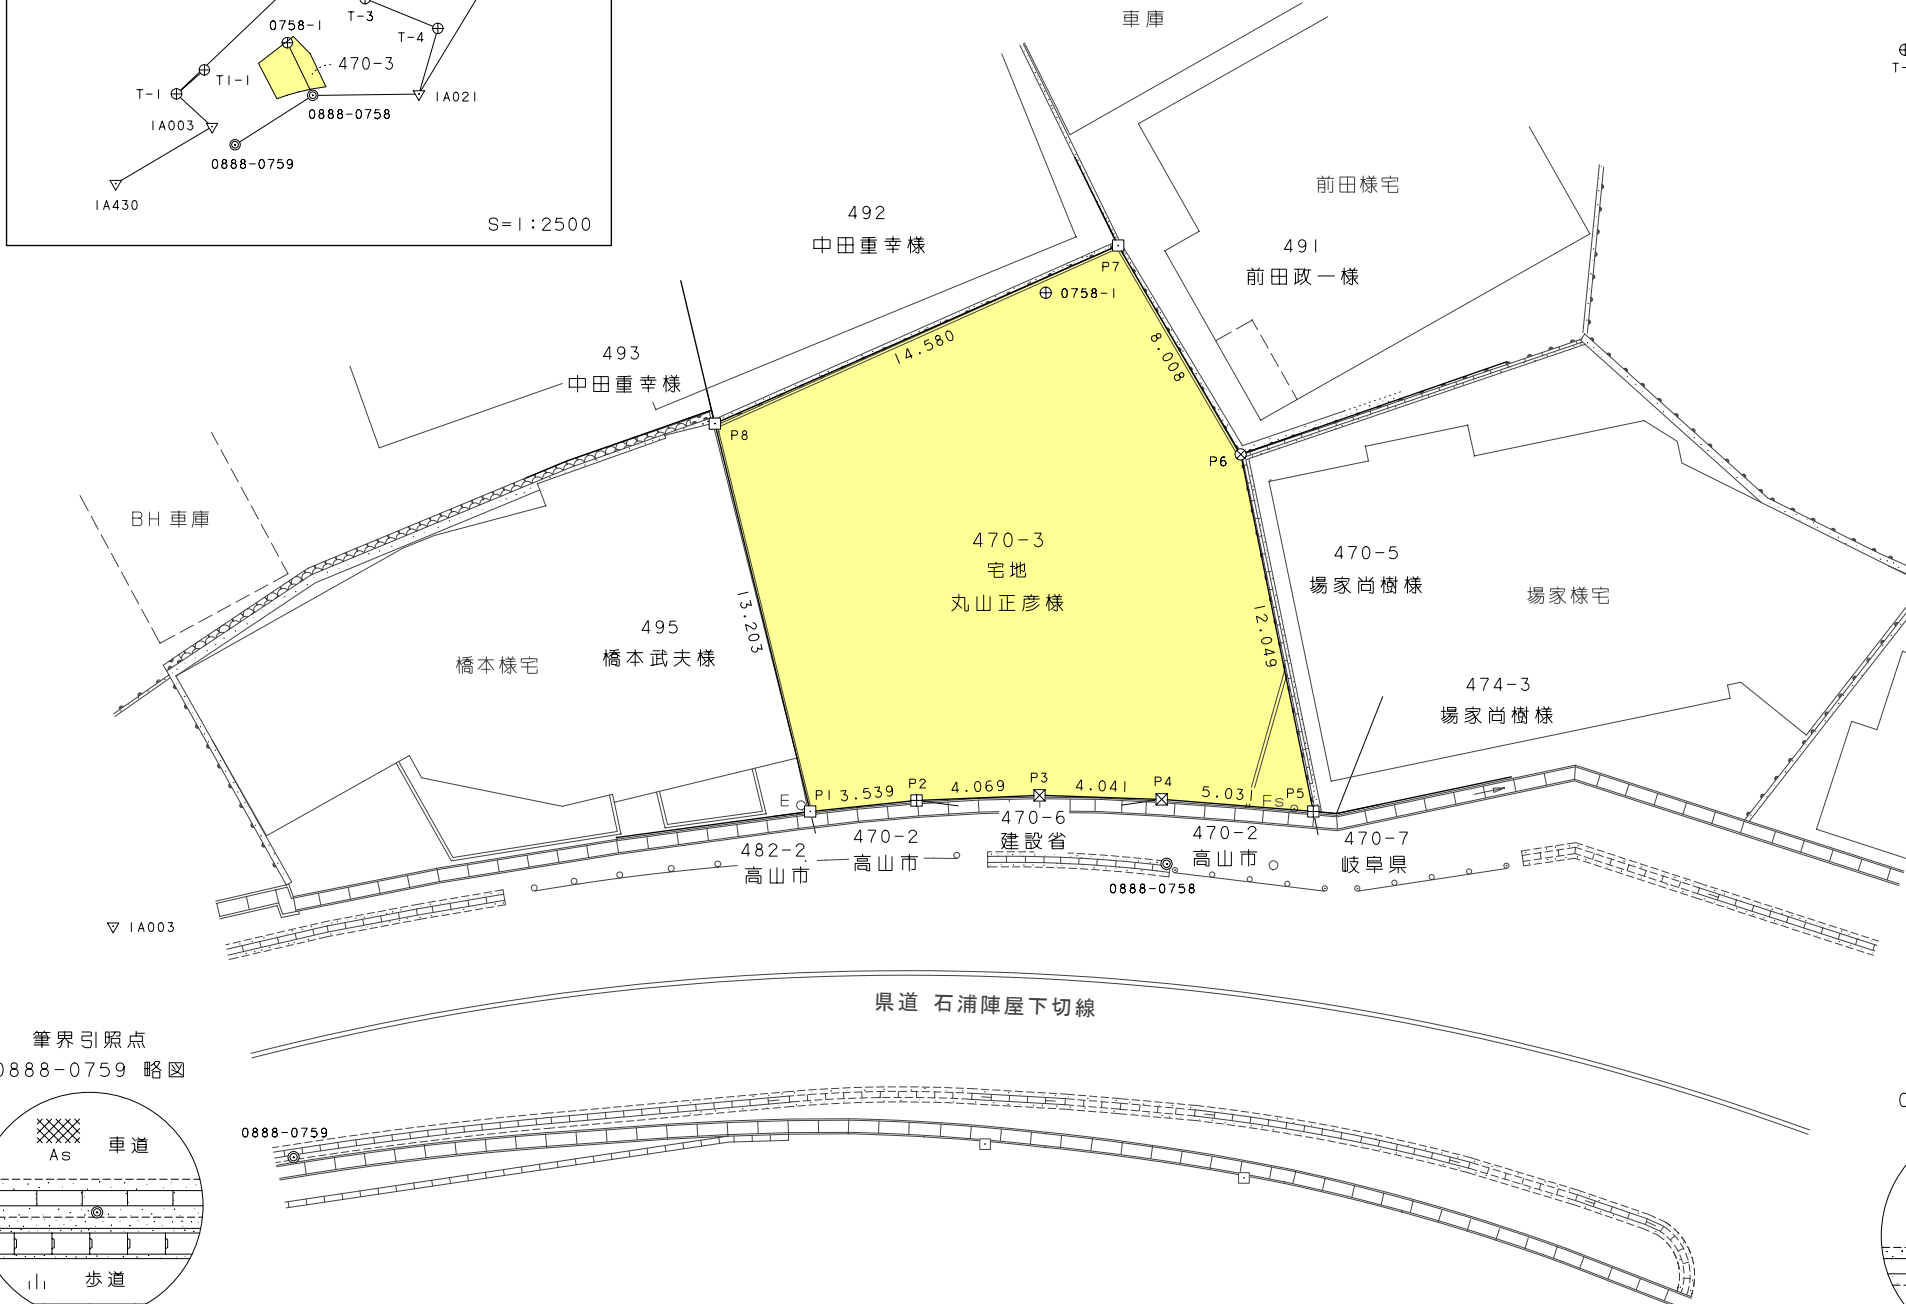 T-3
0758-1
T-4
470-3
T1-1
T-1
1A021
1A003
0888-0758
0888-0759
1A430
S=1:2500
車庫
前田様宅
492
中田重幸様
491
前田政一様
P7
0758-1
14.580
8.008
493
中田重幸様
P8
P6
BH 車庫
470-3
宅地
丸山正彦様
470-5
場家尚樹様
場家様宅
13.203
12.049
495
橋本武夫様
橋本様宅
474-3
場家尚樹様
E
P1
3.539
P2
4.069
P3
4.041
P4
5.031
Fs
P5
482-2
高山市
470-2
高山市
470-6
建設省
470-2
高山市
470-7
岐阜県
0888-0758
1A003
県道 石浦陣屋下切線
筆界引照点
0888-0759 略図
0888-0759
車道
As
歩道